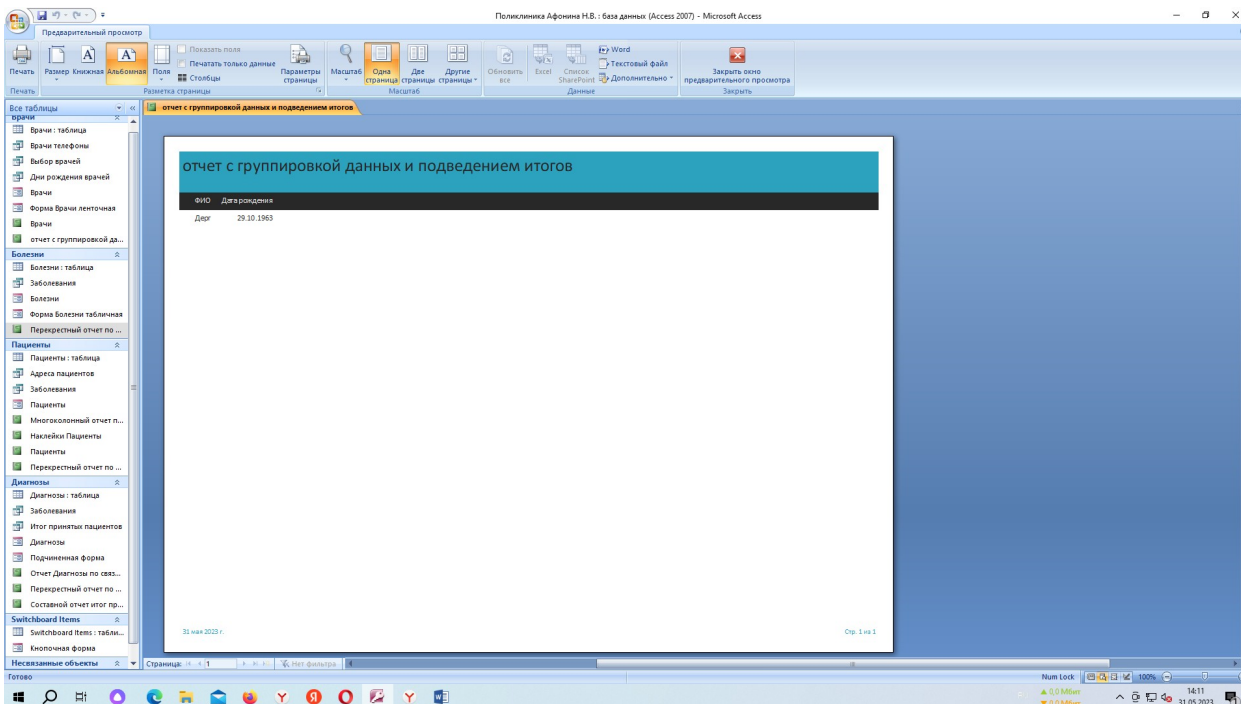 Поликлиника Афонина Н.В. : база данных (Access 2007) - Microsoft Access
Предварительный просмотр
Печать
Размер
Книжная
Альбомная
Поля
Показать поля
Печатать только данные
Столбцы
Параметры страницы
Масштаб
Одна страница
Две страницы
Другие страницы
Обновить все
Excel
Список SharePoint
Word
Текстовый файл
Дополнительно
Закрыть окно предварительного просмотра
Печать
Разметка страницы
Масштаб
Данные
Закрыть
Все таблицы
отчет с группировкой данных и подведением итогов
Врачи
Врачи : таблица
Врачи телефоны
Выбор врачей
Дни рождения врачей
Врачи
Форма Врачи ленточная
Врачи
отчет с группировкой да...
Болезни
Болезни : таблица
Заболевания
Болезни
Форма Болезни табличная
Перекрестный отчет по ...
Пациенты
Пациенты : таблица
Адреса пациентов
Заболевания
Пациенты
Многоколонный отчет п...
Наклейки Пациенты
Пациенты
Перекрестный отчет по ...
Диагнозы
Диагнозы : таблица
Заболевания
Итог принятых пациентов
Диагнозы
Подчиненная форма
Отчет Диагнозы по связ...
Перекрестный отчет по ...
Составной отчет итог пр...
Switchboard Items
Switchboard Items : табли...
Кнопочная форма
Несвязанные объекты
отчет с группировкой данных и подведением итогов
ФИО Дата рождения
Дерг 29.10.1963
31 мая 2023 г. Стр. 1 из 1
Страница: 1 Нет фильтра
Готово Num Lock 100%
0,0 Мбит
0,0 Мбит
14:11
31.05.2023